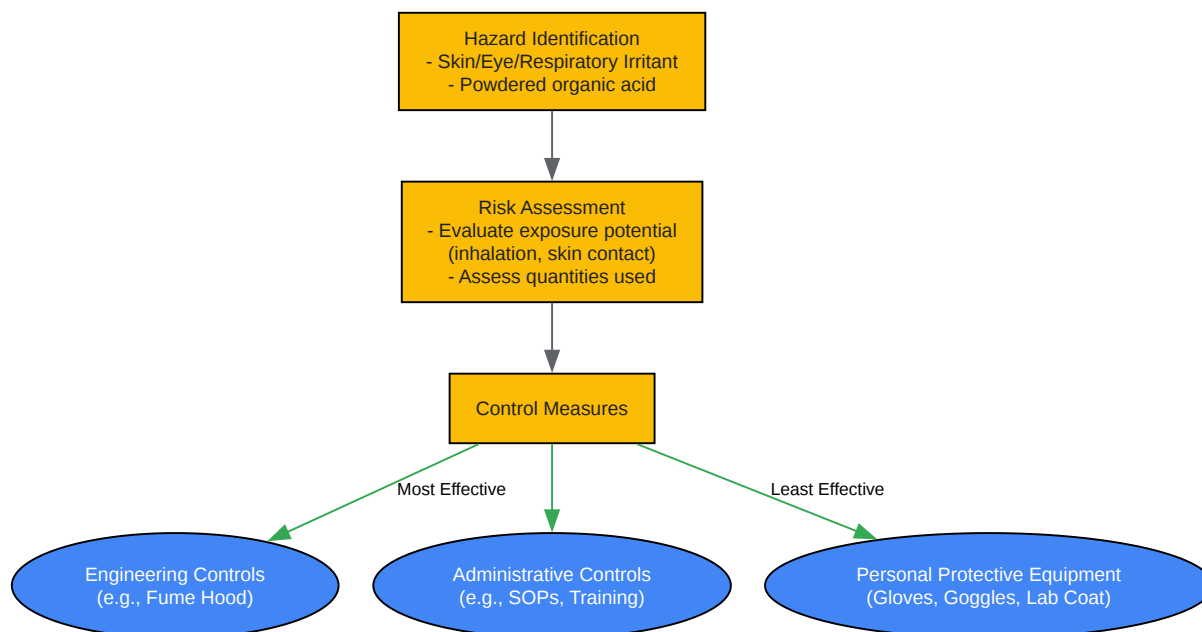 Hazard Identification
- Skin/Eye/Respiratory Irritant
- Powdered organic acid
Risk Assessment
- Evaluate exposure potential
(inhalation, skin contact)
- Assess quantities used
Control Measures
Most Effective
Least Effective
Engineering Controls
(e.g., Fume Hood)
Administrative Controls
(e.g., SOPs, Training)
Personal Protective Equipment
(Gloves, Goggles, Lab Coat)